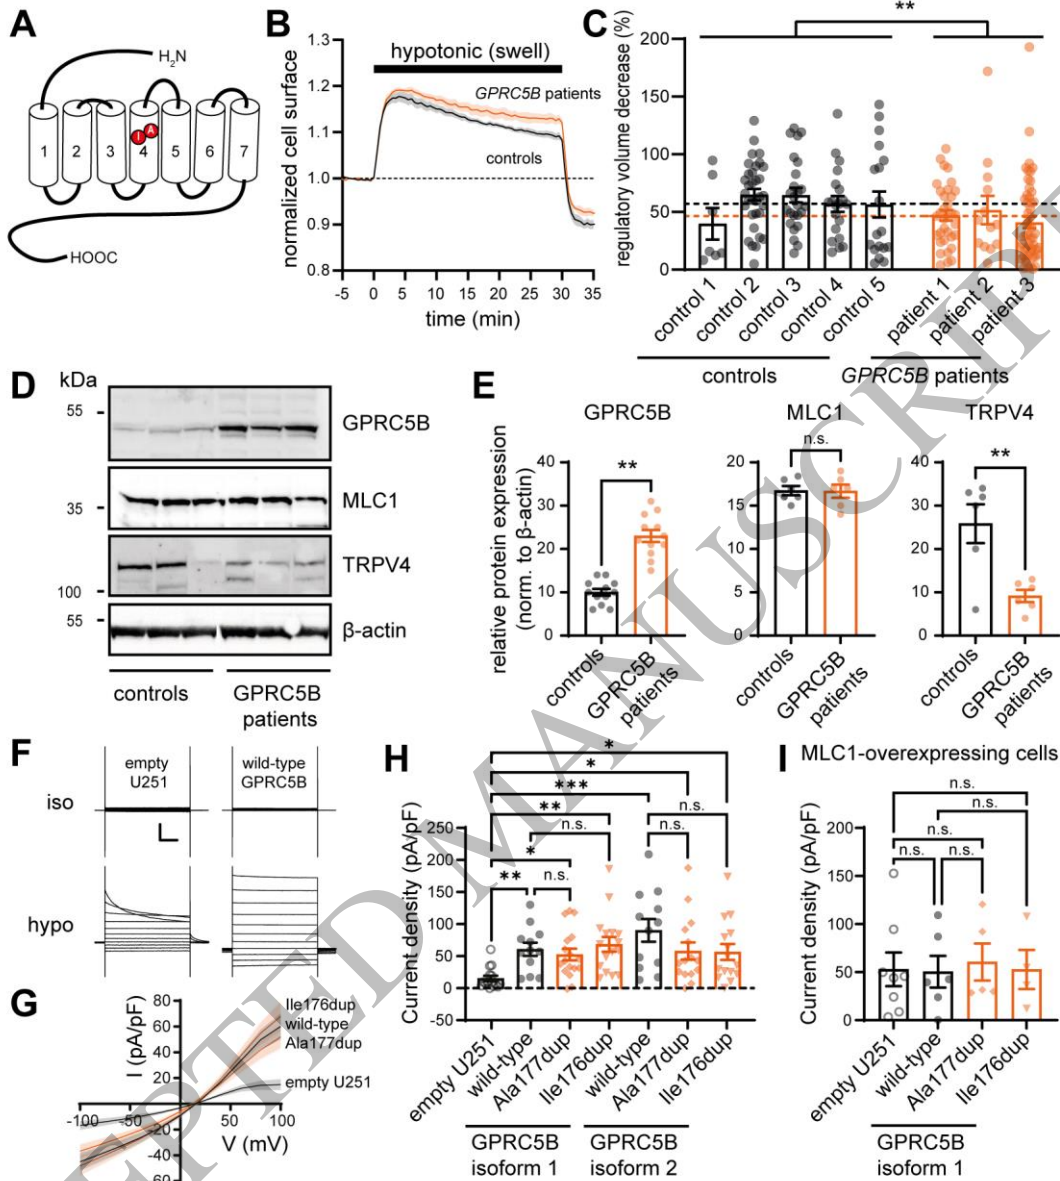 A
H2N
I A
1 2 3 4 5 6 7
HOOC
B
normalized cell surface
1.3
1.2
1.1
1.0
0.9
0.8
hypotonic (swell)
GPRC5B patients
controls
-5 0 5 10 15 20 25 30 35
time (min)
C
regulatory volume decrease (%)
200
150
100
50
0
**
control 1
control 2
control 3
control 4
control 5
patient 1
patient 2
patient 3
controls
GPRC5B patients
D
kDa
55
GPRC5B
35
MLC1
100
TRPV4
55
β-actin
controls
GPRC5B
patients
E
relative protein expression
(norm. to β-actin)
GPRC5B
40
30
20
10
0
**
controls
GPRC5B
patients
MLC1
20
15
10
5
0
n.s.
controls
GPRC5B
patients
TRPV4
40
30
20
10
0
**
controls
GPRC5B
patients
F
empty
U251
wild-type
GPRC5B
iso
hypo
G
I (pA/pF)
80
60
40
20
-20
-40
-60
-100 -50 50 100
V (mV)
Ile176dup
wild-type
Ala177dup
empty U251
H
Current density (pA/pF)
250
200
150
100
50
0
-50
*
*
***
** n.s.
n.s. n.s.
*
** n.s.
empty U251
wild-type
Ala177dup
Ile176dup
wild-type
Ala177dup
Ile176dup
GPRC5B
isoform 1
GPRC5B
isoform 2
I
MLC1-overexpressing cells
Current density (pA/pF)
250
200
150
100
50
0
n.s.
n.s.
n.s.
n.s. n.s.
empty U251
wild-type
Ala177dup
Ile176dup
GPRC5B
isoform 1
EPTED MANUSCRIPT